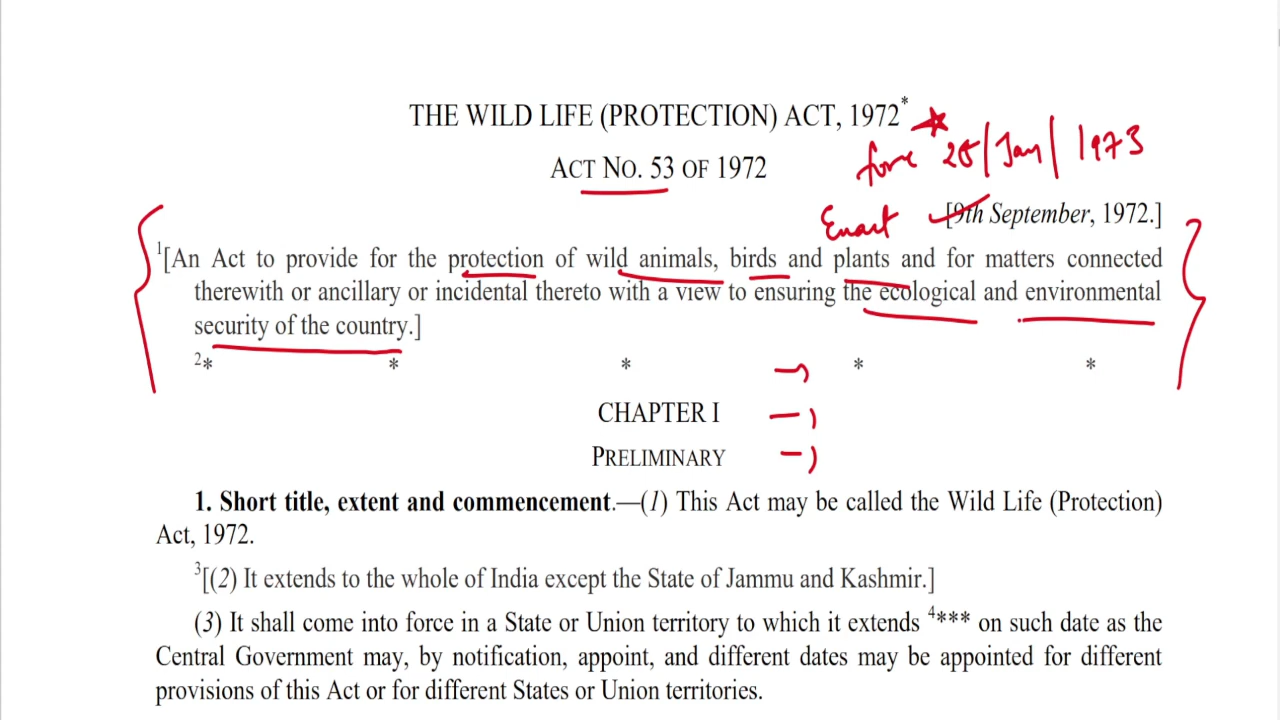 THE WILD LIFE (PROTECTION) ACT, 1972*
force 28/Jan/1973
ACT NO. 53 OF 1972
Enact [9th September, 1972.]
1[An Act to provide for the protection of wild animals, birds and plants and for matters connected
therewith or ancillary or incidental thereto with a view to ensuring the ecological and environmental
security of the country.]
2* * * * *
CHAPTER I
PRELIMINARY
1. Short title, extent and commencement.—(1) This Act may be called the Wild Life (Protection)
Act, 1972.
3[(2) It extends to the whole of India except the State of Jammu and Kashmir.]
(3) It shall come into force in a State or Union territory to which it extends 4*** on such date as the
Central Government may, by notification, appoint, and different dates may be appointed for different
provisions of this Act or for different States or Union territories.